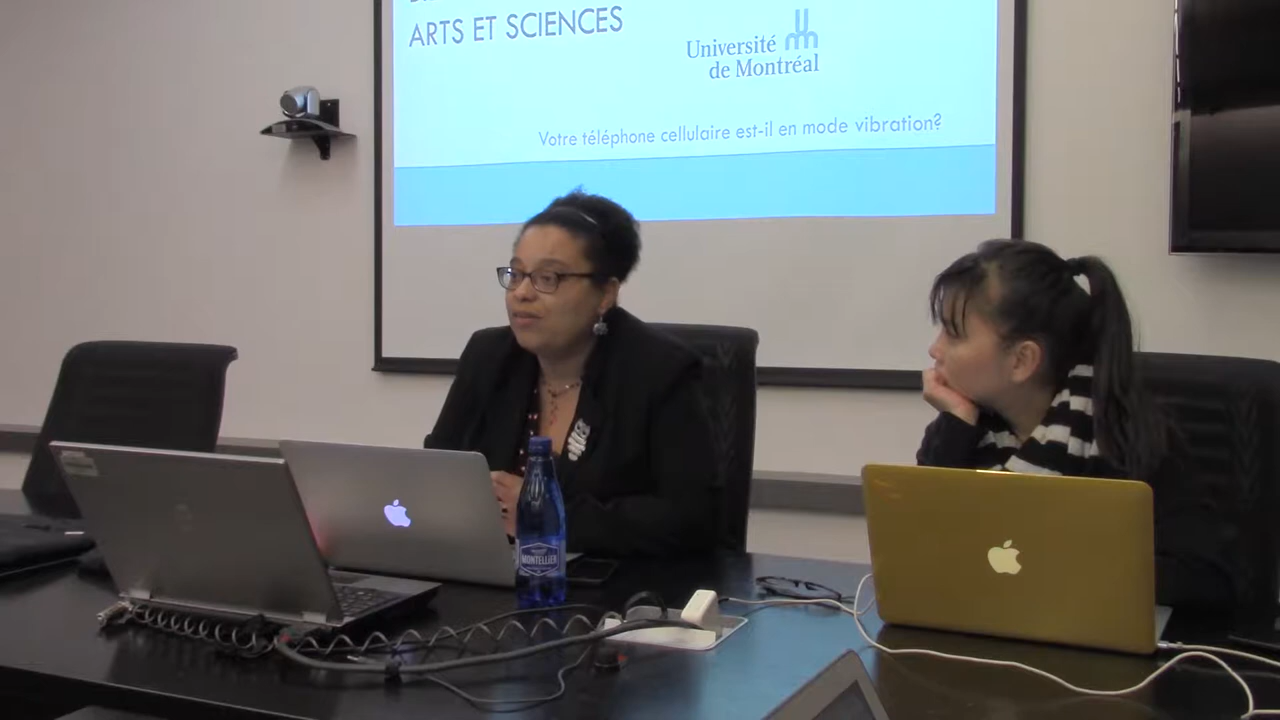 ARTS ET SCIENCES
Université
de Montréal
Votre téléphone cellulaire est-il en mode vibration?
MONTELLIER